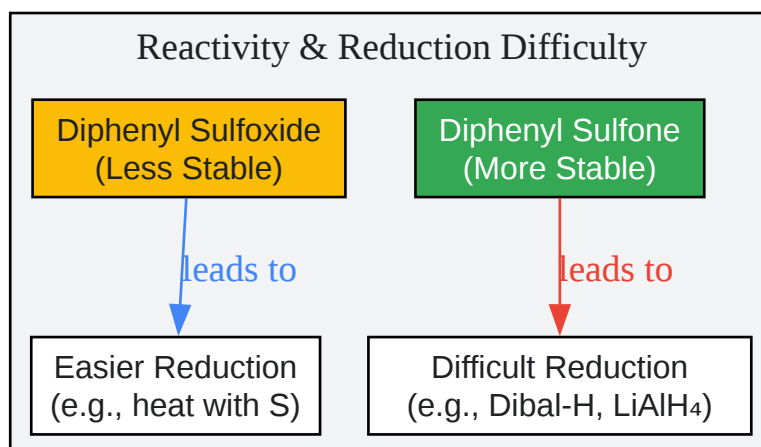 Reactivity & Reduction Difficulty
Diphenyl Sulfoxide
(Less Stable)
Diphenyl Sulfone
(More Stable)
leads to
leads to
Easier Reduction
(e.g., heat with S)
Difficult Reduction
(e.g., Dibal-H, LiAlH₄)